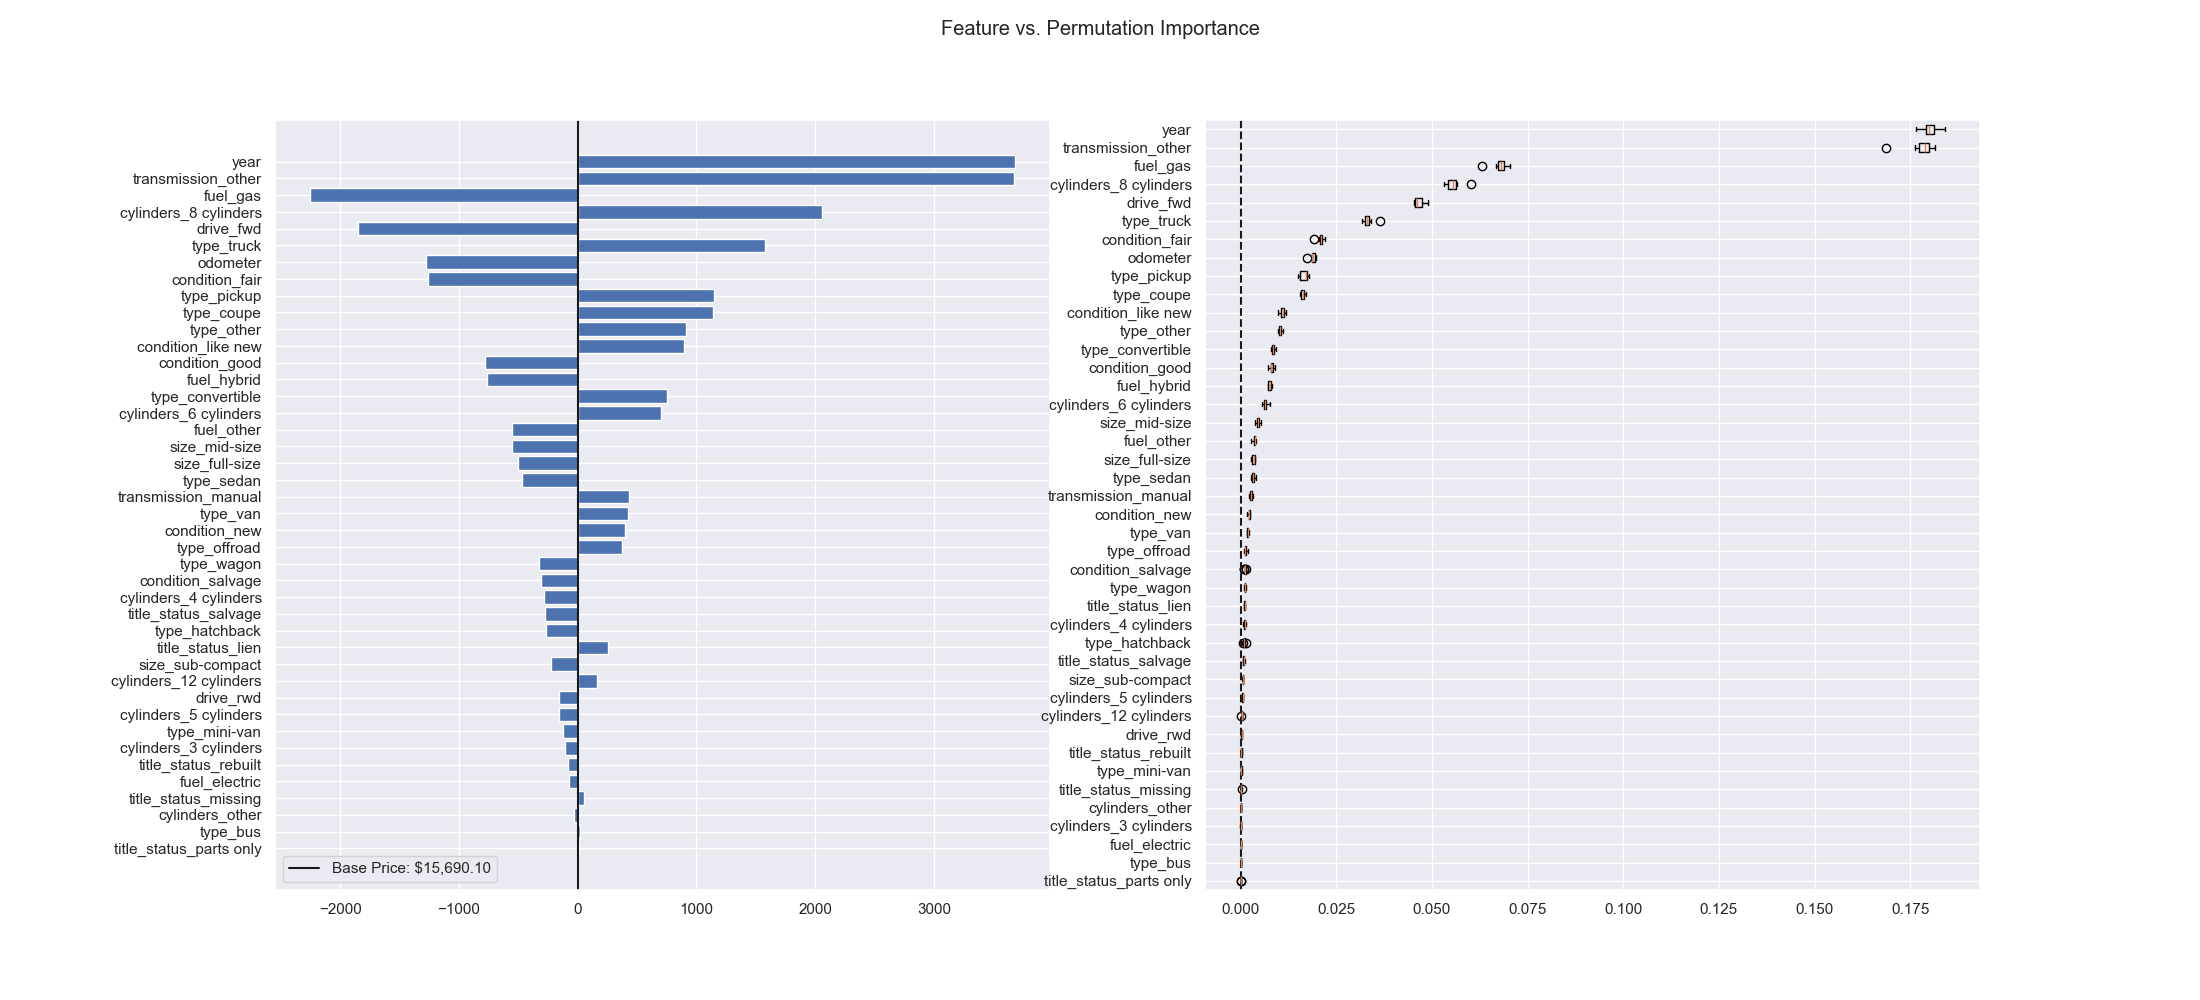 Feature vs. Permutation Importance
year
transmission_other
fuel_gas
cylinders_8 cylinders
drive_fwd
type_truck
odometer
condition_fair
type_pickup
type_coupe
type_other
condition_like new
condition_good
fuel_hybrid
type_convertible
cylinders_6 cylinders
fuel_other
size_mid-size
size_full-size
type_sedan
transmission_manual
type_van
condition_new
type_offroad
type_wagon
condition_salvage
cylinders_4 cylinders
title_status_salvage
type_hatchback
title_status_lien
size_sub-compact
cylinders_12 cylinders
drive_rwd
cylinders_5 cylinders
type_mini-van
cylinders_3 cylinders
title_status_rebuilt
fuel_electric
title_status_missing
cylinders_other
type_bus
title_status_parts only
Base Price: $15,690.10
−2000 −1000 0 1000 2000 3000
year
transmission_other
fuel_gas
cylinders_8 cylinders
drive_fwd
type_truck
condition_fair
odometer
type_pickup
type_coupe
condition_like new
type_other
type_convertible
condition_good
fuel_hybrid
cylinders_6 cylinders
size_mid-size
fuel_other
size_full-size
type_sedan
transmission_manual
condition_new
type_van
type_offroad
condition_salvage
type_wagon
title_status_lien
cylinders_4 cylinders
type_hatchback
title_status_salvage
size_sub-compact
cylinders_5 cylinders
cylinders_12 cylinders
drive_rwd
title_status_rebuilt
type_mini-van
title_status_missing
cylinders_other
cylinders_3 cylinders
fuel_electric
type_bus
title_status_parts only
0.000 0.025 0.050 0.075 0.100 0.125 0.150 0.175